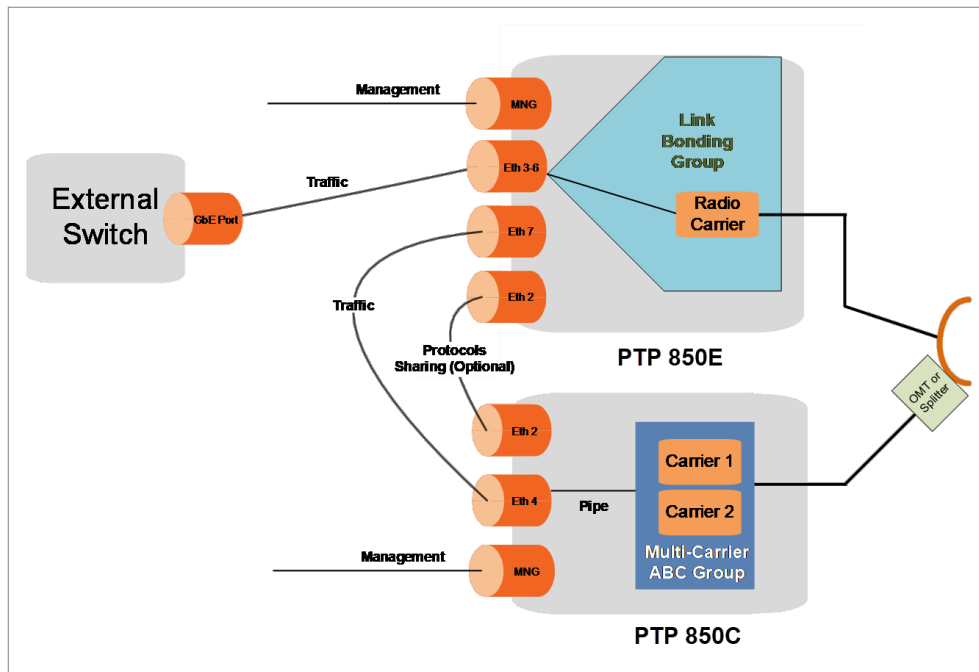 Management
MNG
Link
Bonding
Group
Eth 3-6
Traffic
External
Switch
GbE Port
Radio
Carrier
Eth 7
Eth 2
Traffic
Protocols
Sharing (Optional)
PTP 850E
OMT or
Splitter
Eth 2
Carrier 1
Carrier 2
Eth 4
Pipe
Multi-Carrier
ABC Group
Management
MNG
PTP 850C